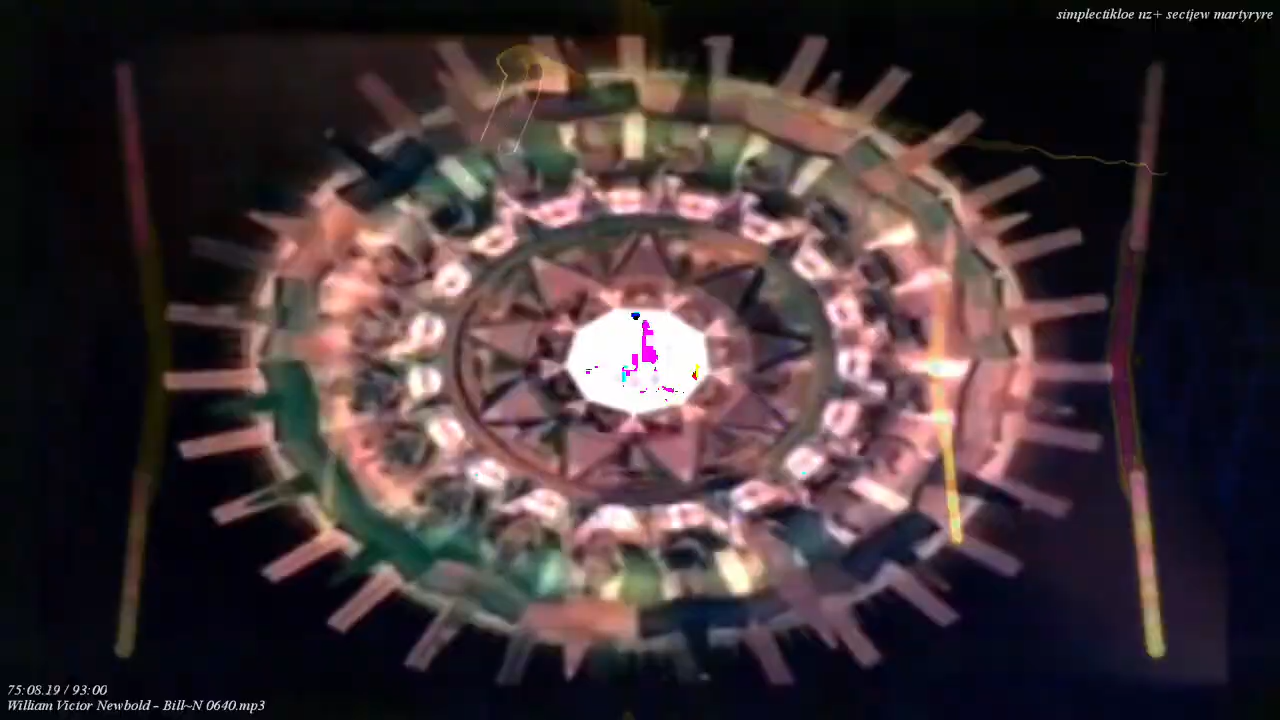 simplectikloe nz+ sectjew martyryre
75:08.19 / 93:00
William Victor Newbold - Bill~N 0640.mp3